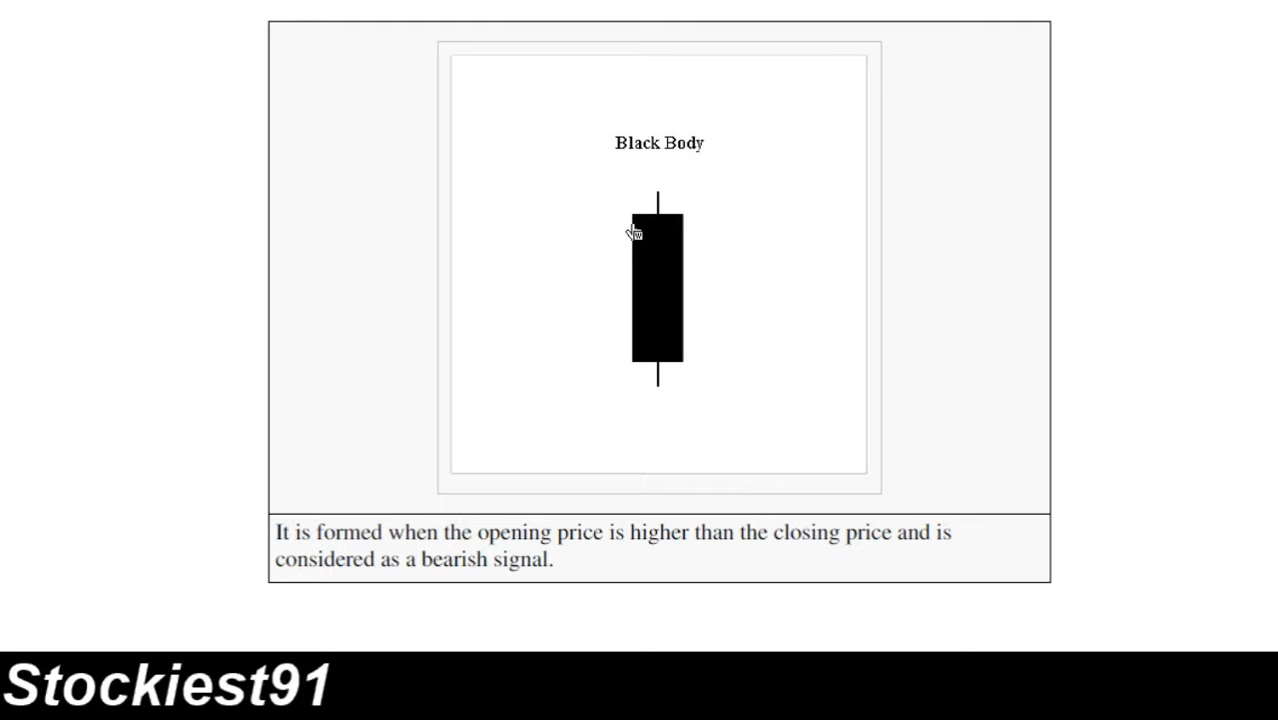 Black Body
It is formed when the opening price is higher than the closing price and is
considered as a bearish signal.
Stockiest91